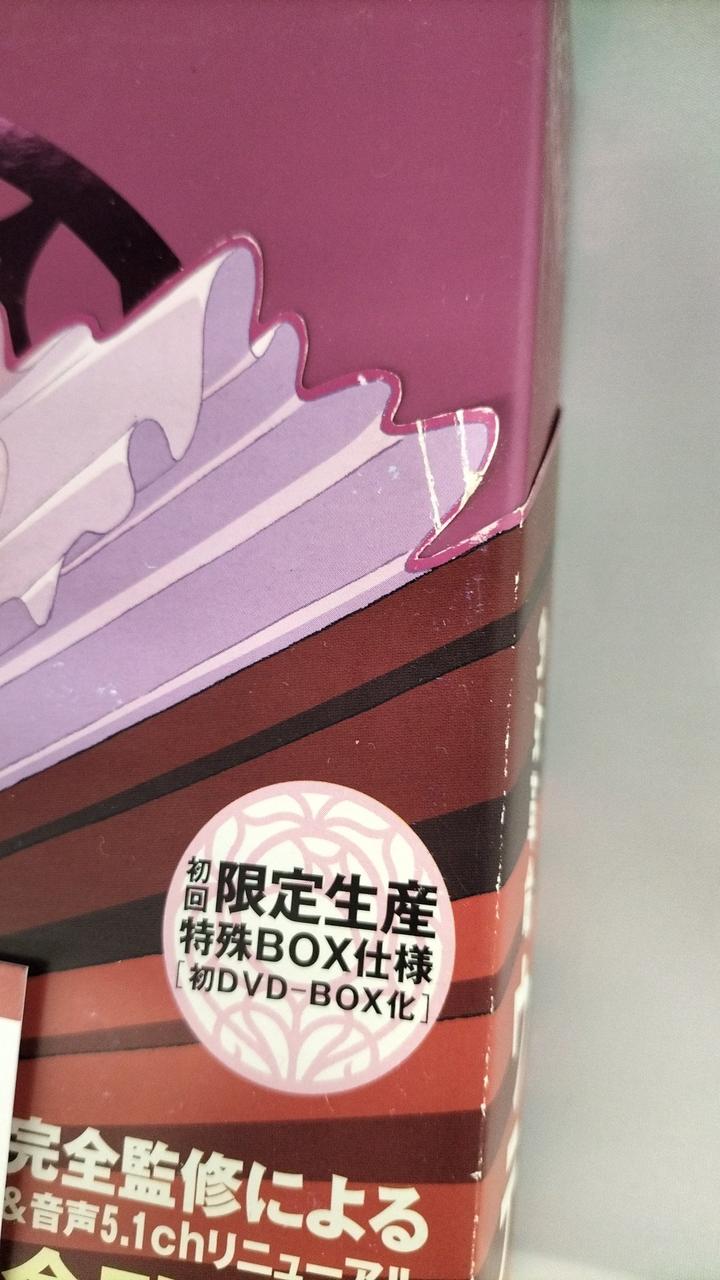 初回限定生産
特殊BOX仕様
[初DVD-BOX化]
完全監修による
&音声5.1chリニューアル